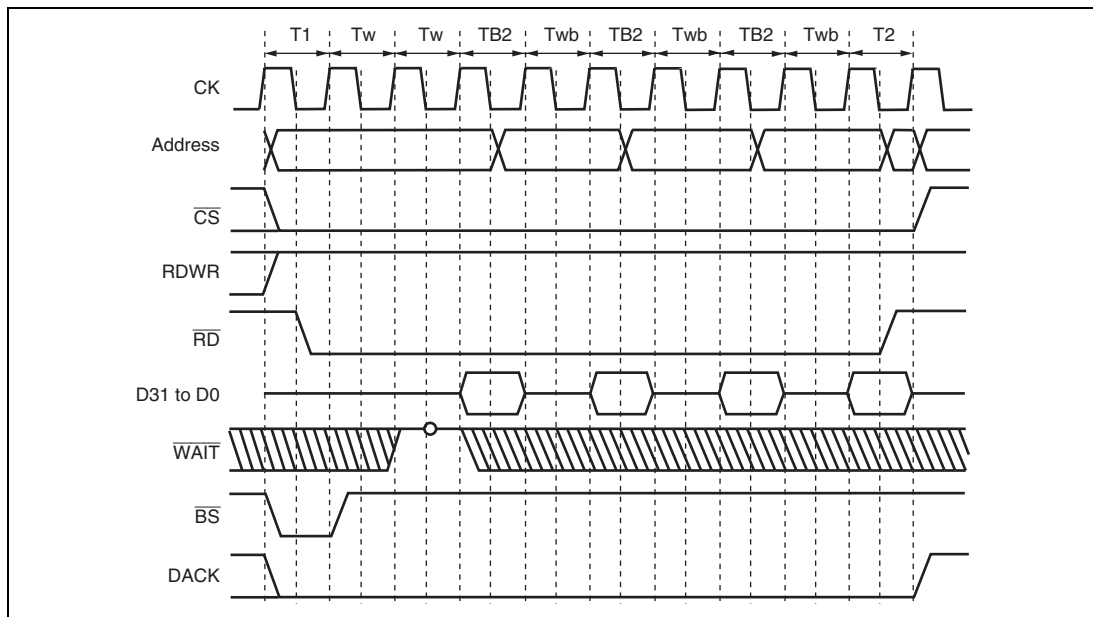 T1 Tw Tw TB2 Twb TB2 Twb TB2 Twb T2
CK
Address
CS
RDWR
RD
D31 to D0
WAIT
BS
DACK